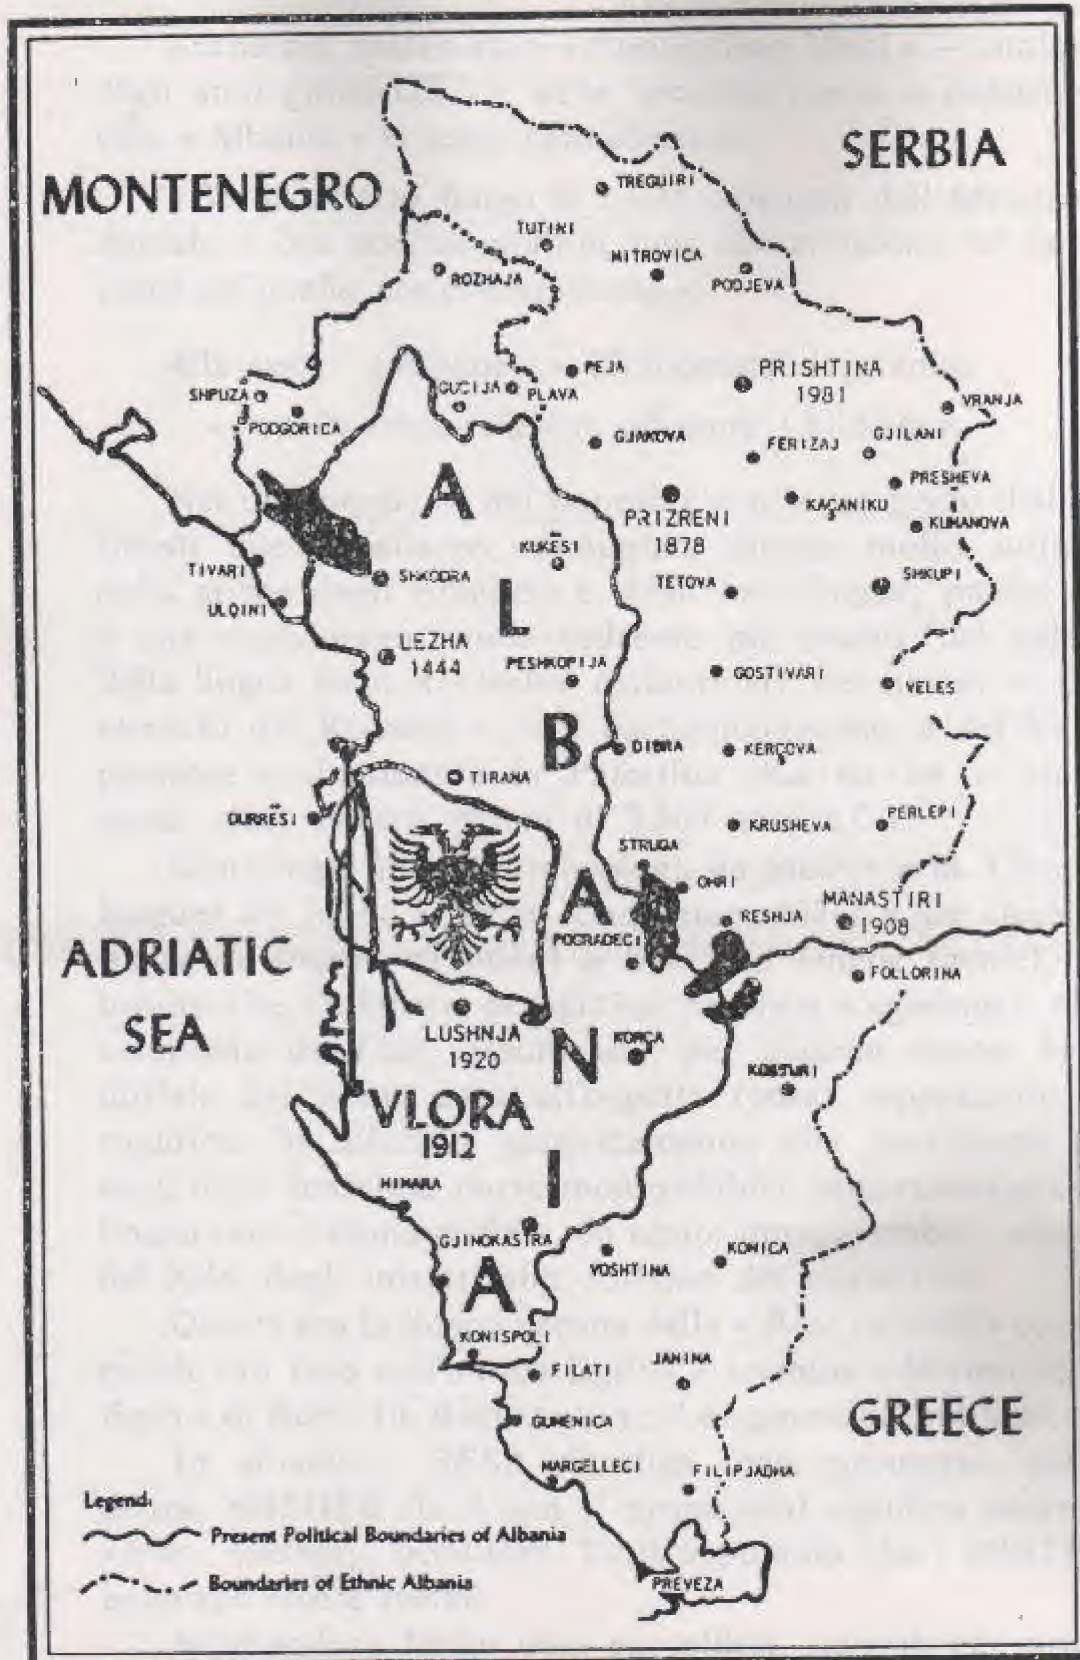 SERBIA
MONTENEGRO
TREGUIRI
TUTINI
MITROVICA
ROZHAJA
PODJEVA
PEJA
PRISHTINA
1981
SHPUZA
GUCIJA
PLAVA
VRANJA
PODGORICA
GJAKOVA
FERIZAJ
GJILANI
PRESHEVA
A
PRIZRENI
1878
KAÇANIKU
KUMANOVA
KUKËSI
TIVARI
SHKODRA
TETOVA
SHKUPI
ULQINI
L
LEZHA
1444
PESHKOPIJA
GOSTIVARI
VELES
B
DIBRA
KERÇOVA
TIRANA
DURRËSI
KRUSHEVA
PERLEPI
STRUGA
OHRI
A
MANASTIRI
1908
RESHJA
POGRADECI
ADRIATIC
SEA
FOLLORINA
LUSHNJA
1920
N
KORÇA
KOSTURI
VLORA
1912
I
HIMARA
GJINOKASTRA
VOSHTINA
KONICA
A
KONISPOLI
FILATI
JANINA
GUMENICA
GREECE
MARGELLECI
FILIPJADHA
PREVEZA
Legend:
Present Political Boundaries of Albania
Boundaries of Ethnic Albania